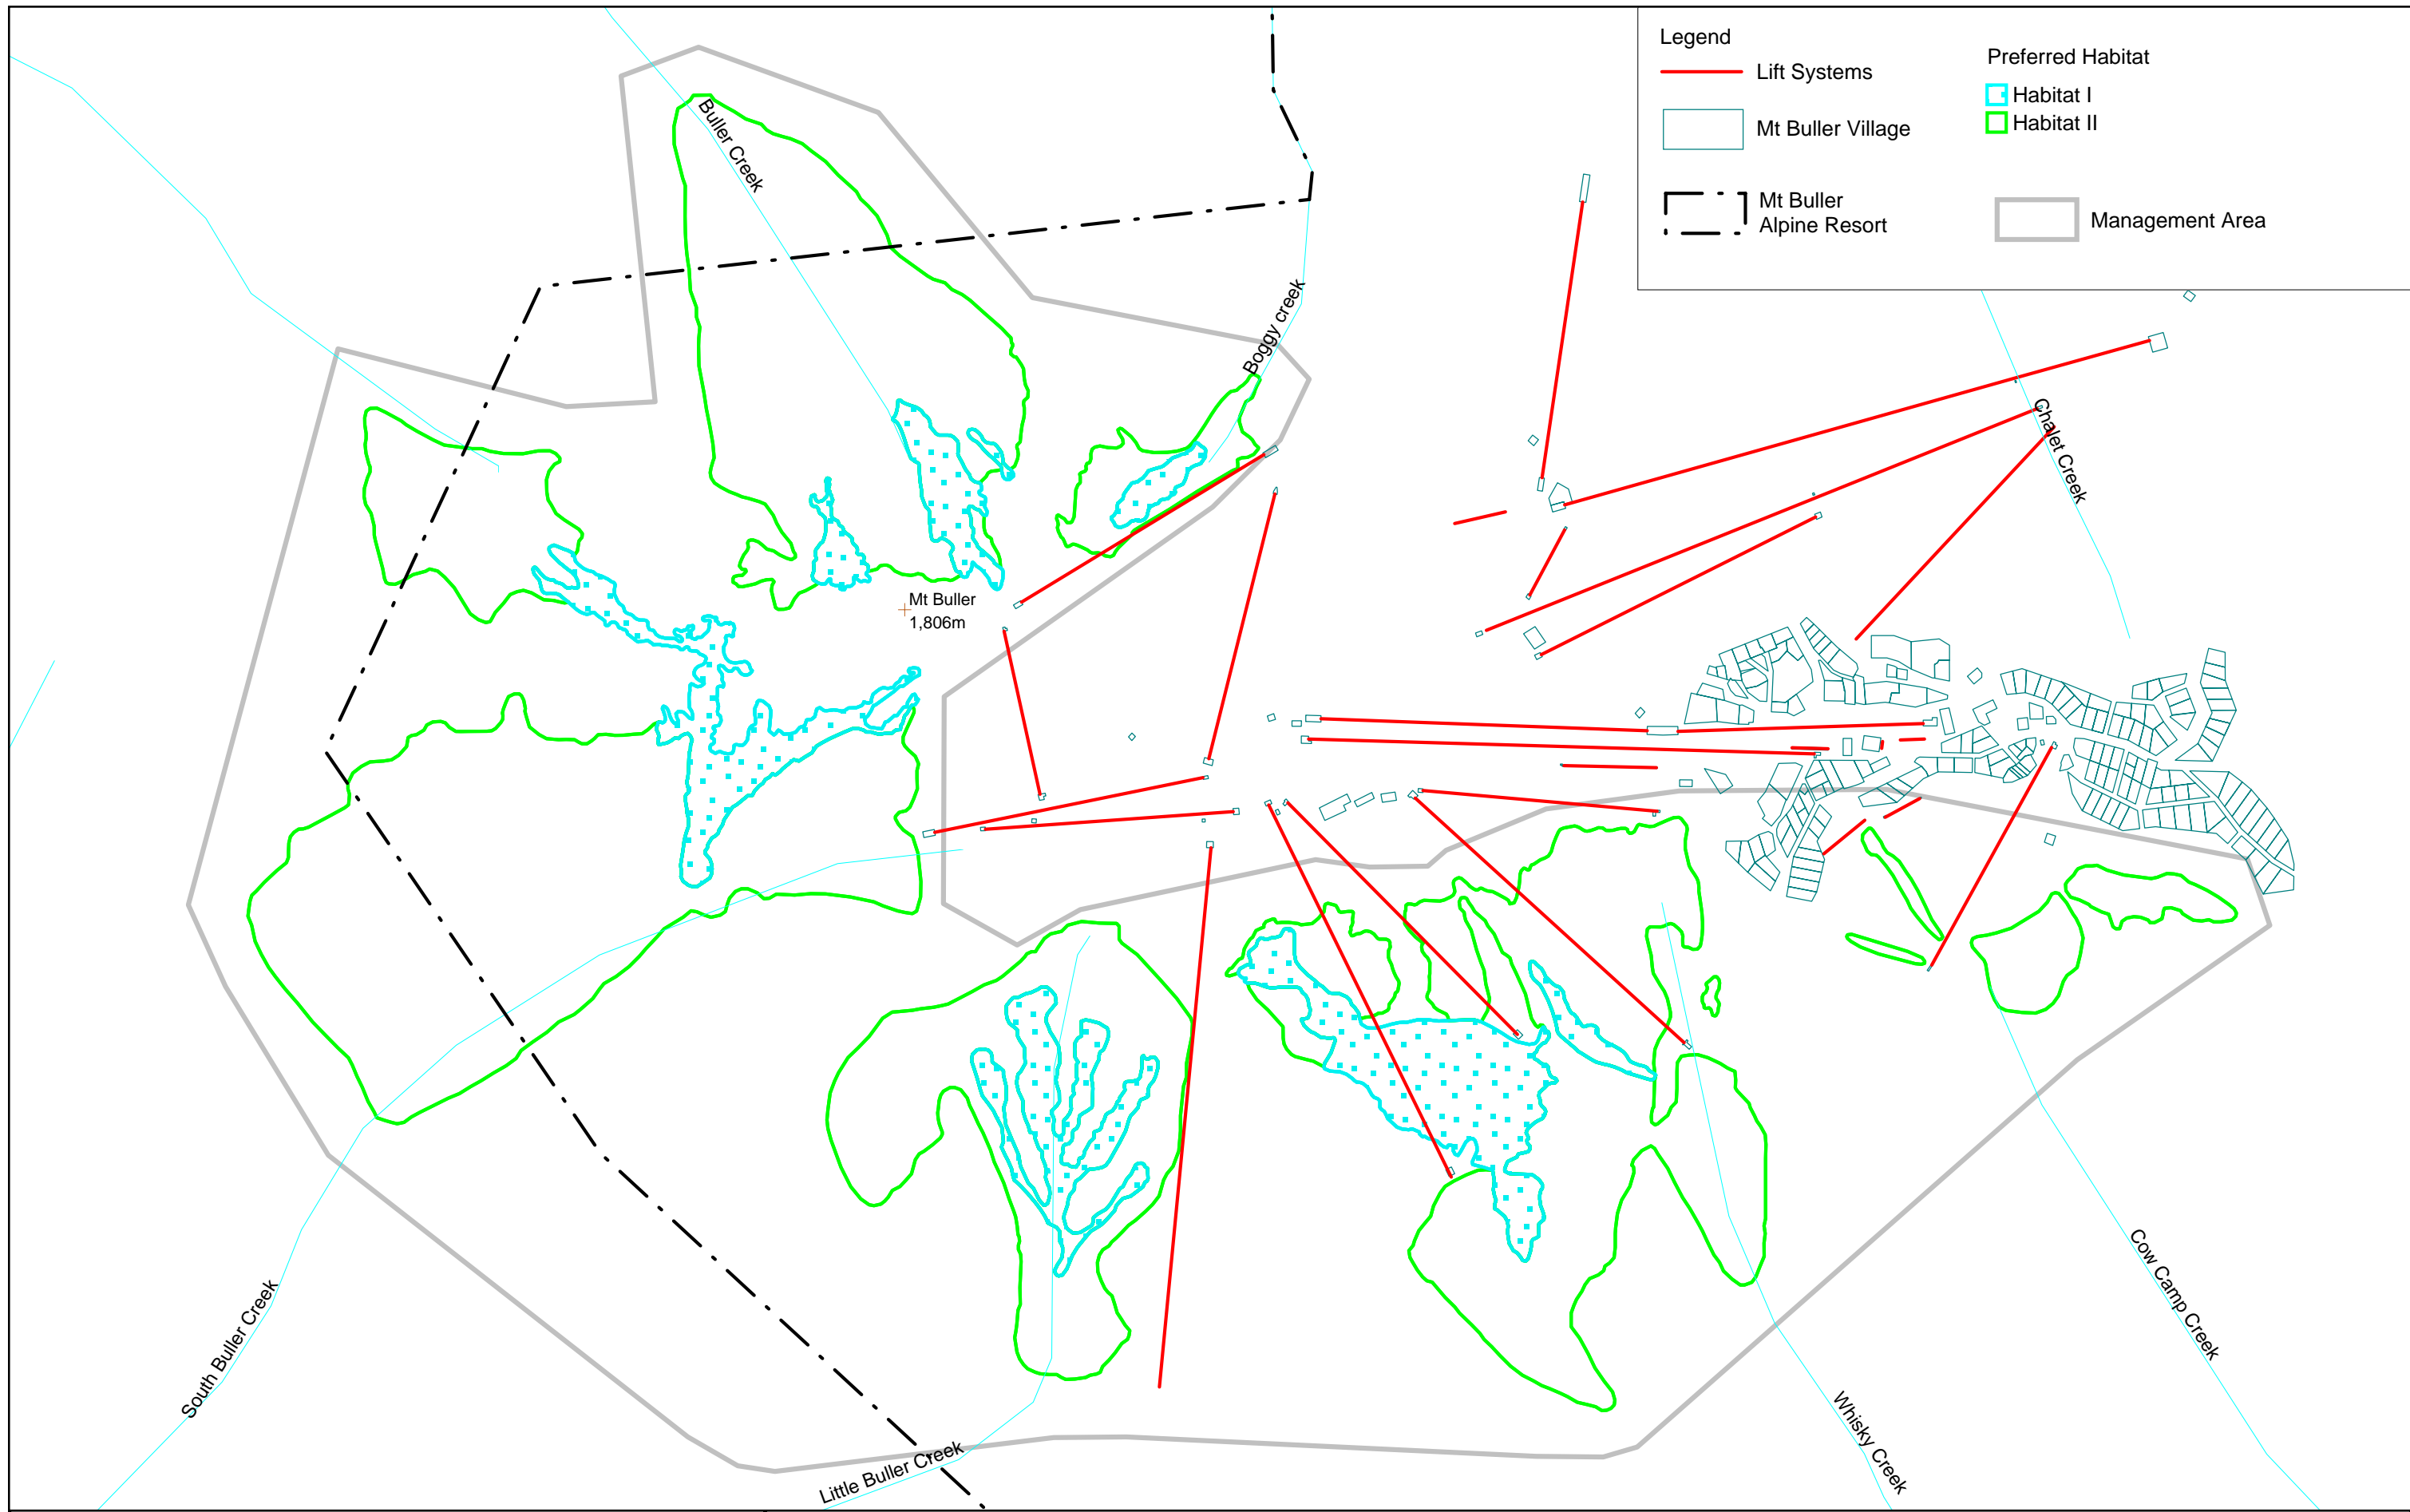 Legend
Lift Systems
Mt Buller Village
Mt Buller
Alpine Resort
Preferred Habitat
Habitat I
Habitat II
Management Area
Buller Creek
Boggy creek
Chalet Creek
Mt Buller
1,806m
South Buller Creek
Little Buller Creek
Whisky Creek
Cow Camp Creek